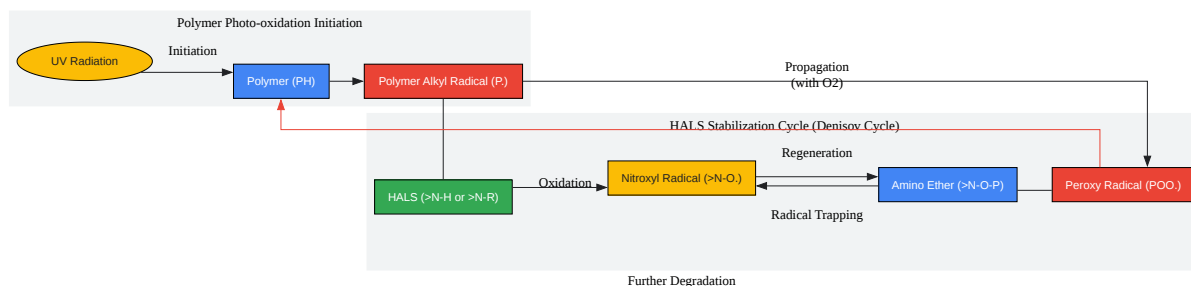 Polymer Photo-oxidation Initiation
UV Radiation
Initiation
Polymer (PH)
Polymer Alkyl Radical (P.)
Propagation
(with O2)
HALS Stabilization Cycle (Denisov Cycle)
HALS (>N-H or >N-R)
Oxidation
Nitroxyl Radical (>N-O.)
Regeneration
Radical Trapping
Amino Ether (>N-O-P)
Peroxy Radical (POO.)
Further Degradation